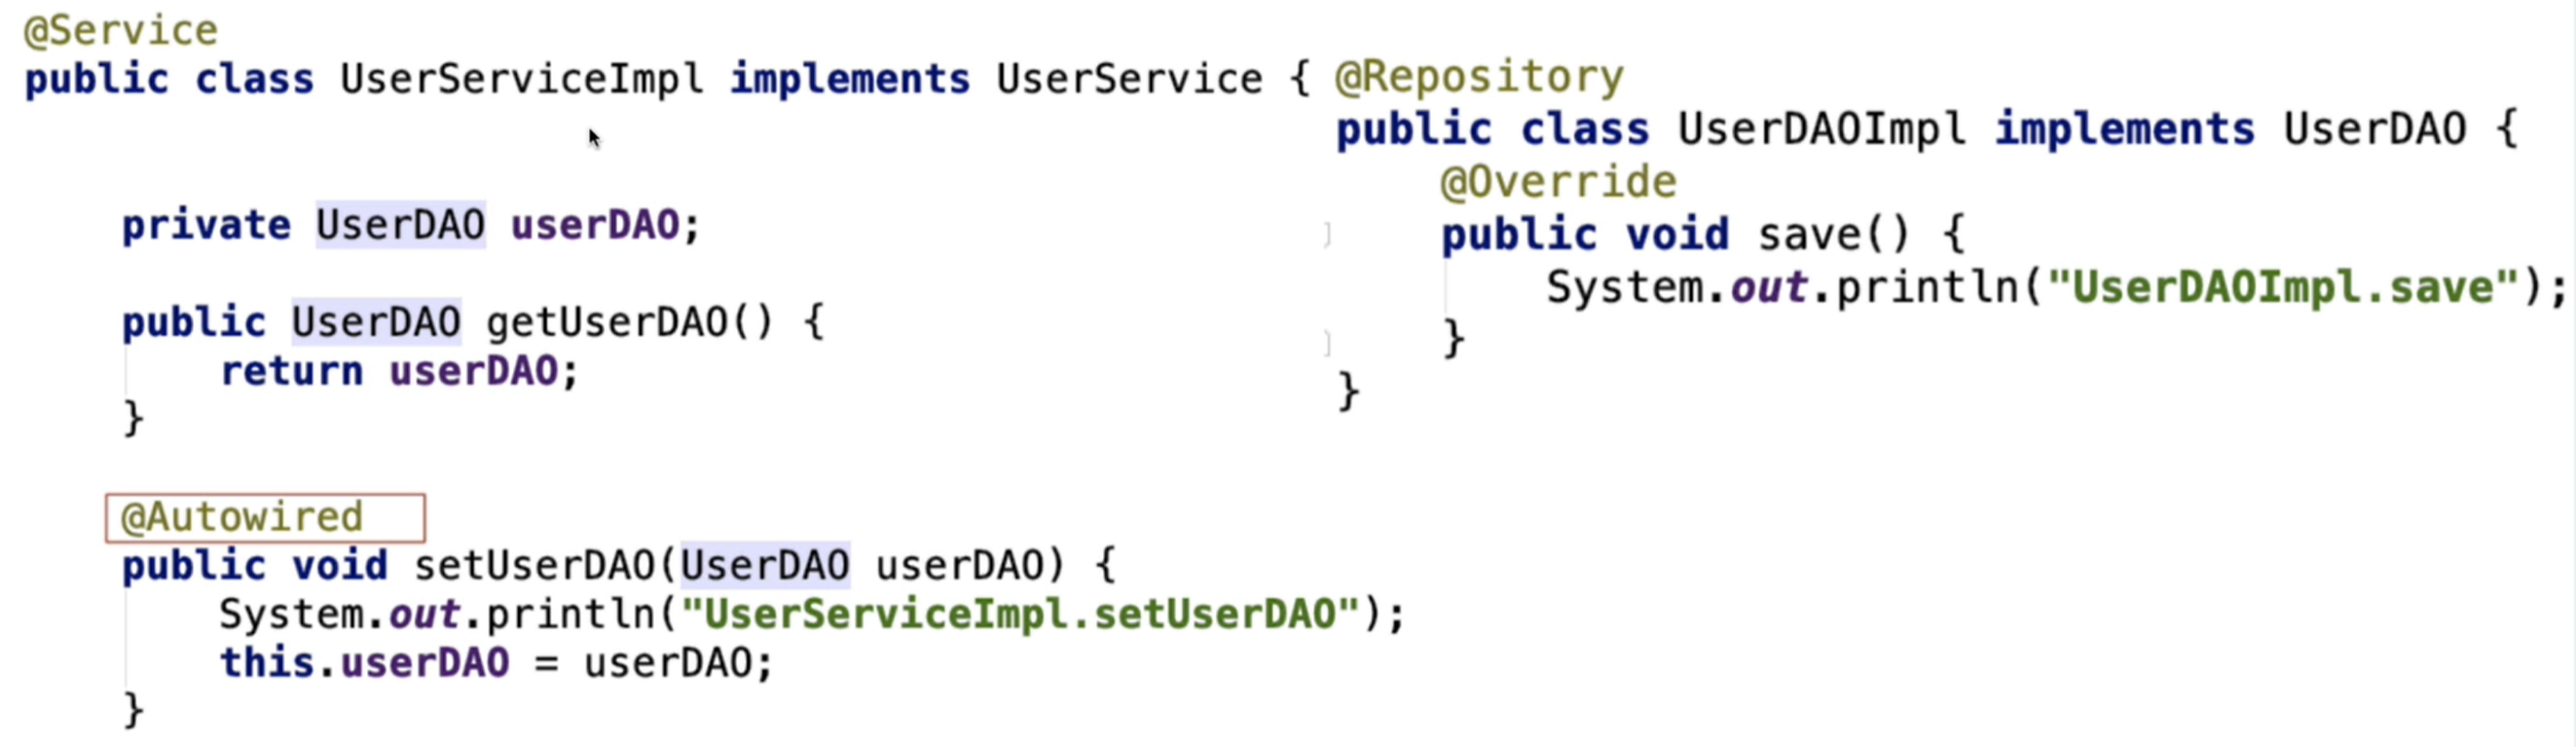 @Service
public class UserServiceImpl implements UserService {
private UserDAO userDAO;
public UserDAO getUserDAO() {
return userDAO;
}
@Autowired
public void setUserDAO(UserDAO userDAO) {
System.out.println("UserServiceImpl.setUserDAO");
this.userDAO = userDAO;
}
@Repository
public class UserDAOImpl implements UserDAO {
@Override
public void save() {
System.out.println("UserDAOImpl.save");
}
}